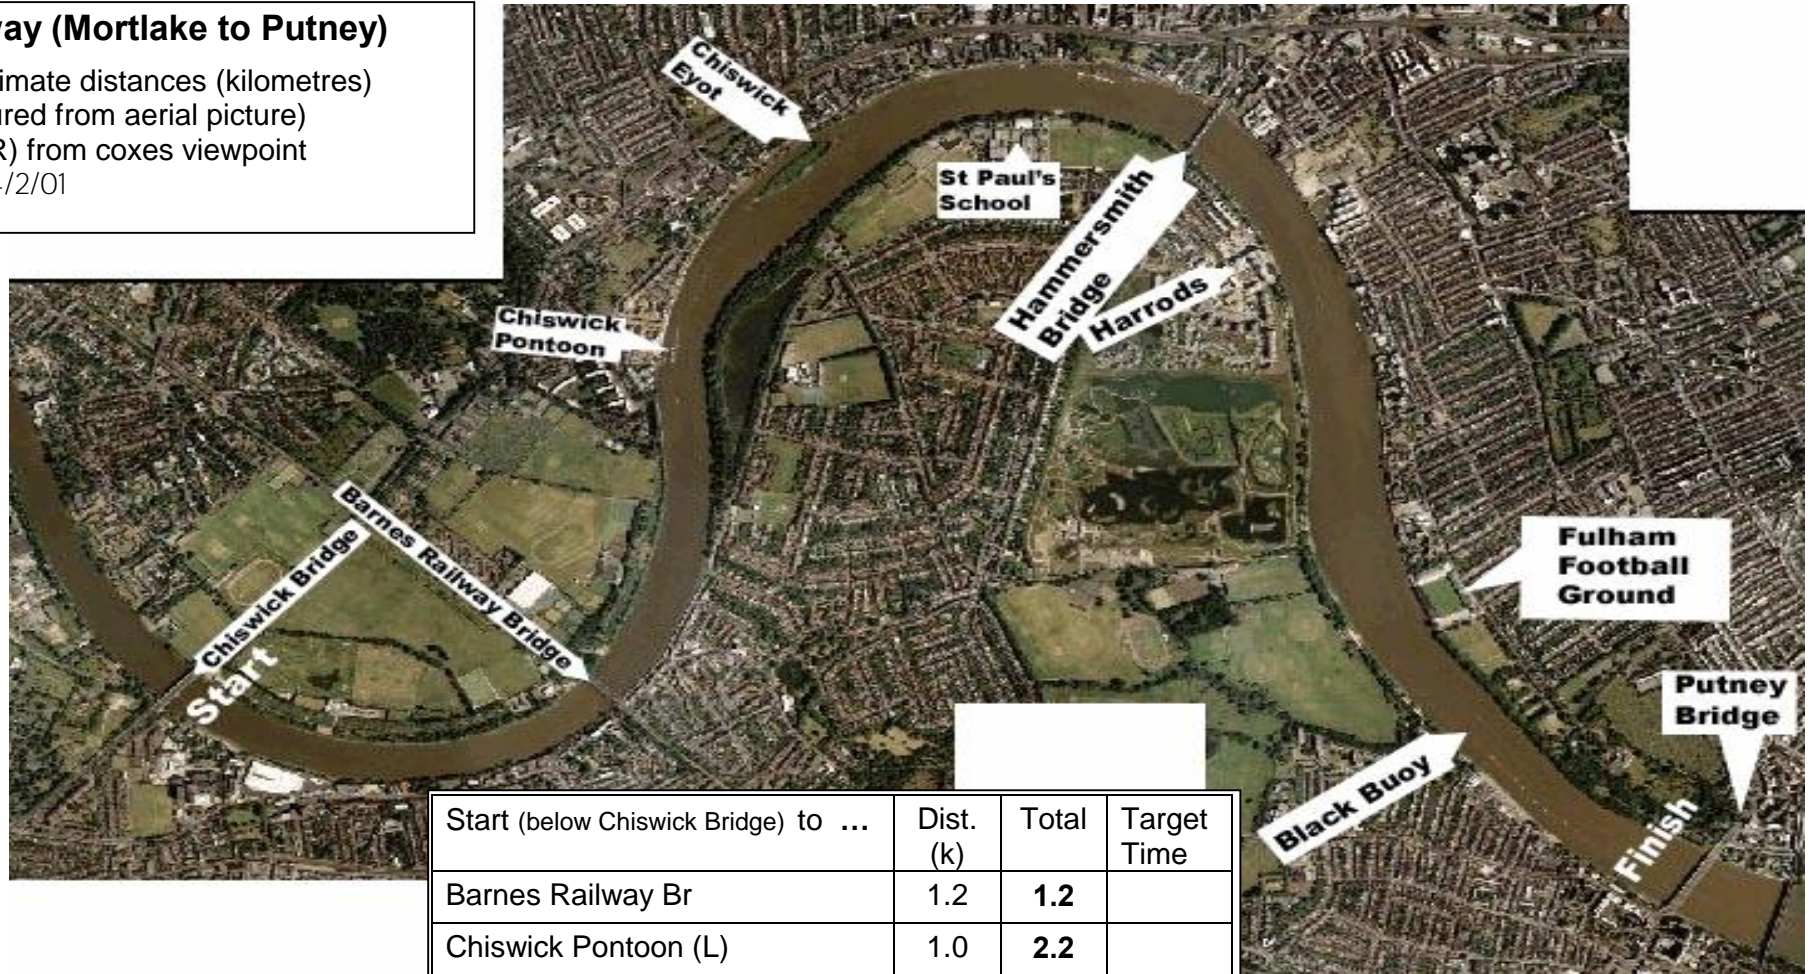 (Mortlake to Putney)
distances (kilometres)
from aerial picture)
from coxes viewpoint
/2/01
Chiswick
Eyot
St Paul's
School
Hammersmith
Bridge
Harrods
Chiswick
Pontoon
Barnes Railway Bridge
Chiswick Bridge
Start
Fulham
Football
Ground
Putney
Bridge
Black Buoy
Finish
Start (below Chiswick Bridge) to ... Dist. (k) Total Target Time
Barnes Railway Br 1.2 1.2
Chiswick Pontoon (L) 1.0 2.2